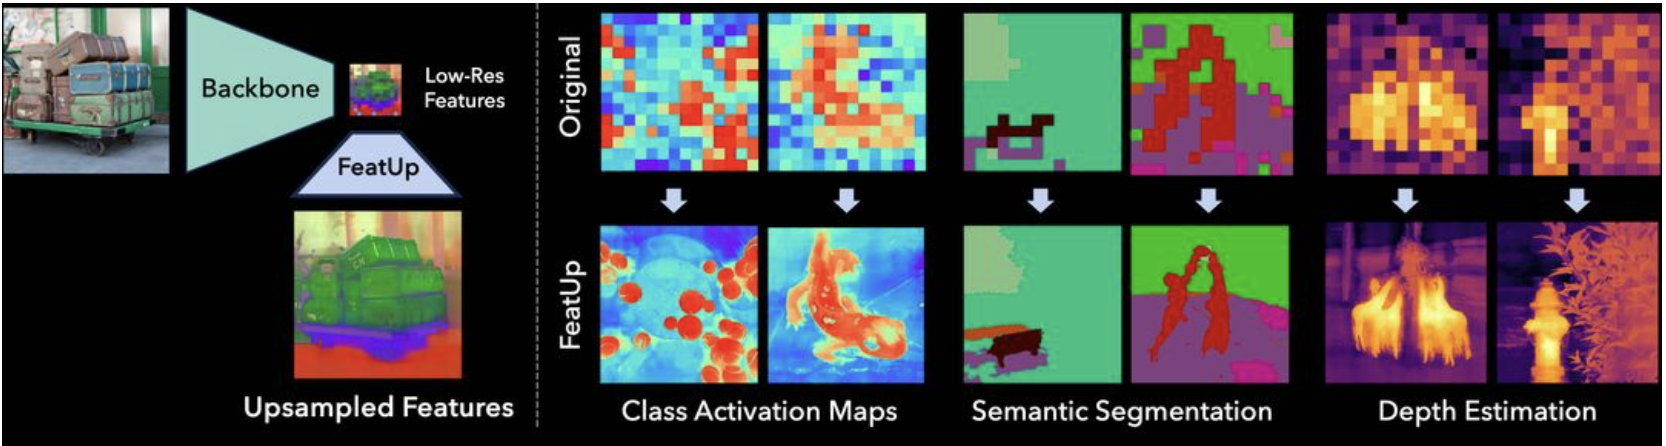 Backbone
Low-Res
Features
FeatUp
Upsampled Features
Original
FeatUp
Class Activation Maps
Semantic Segmentation
Depth Estimation